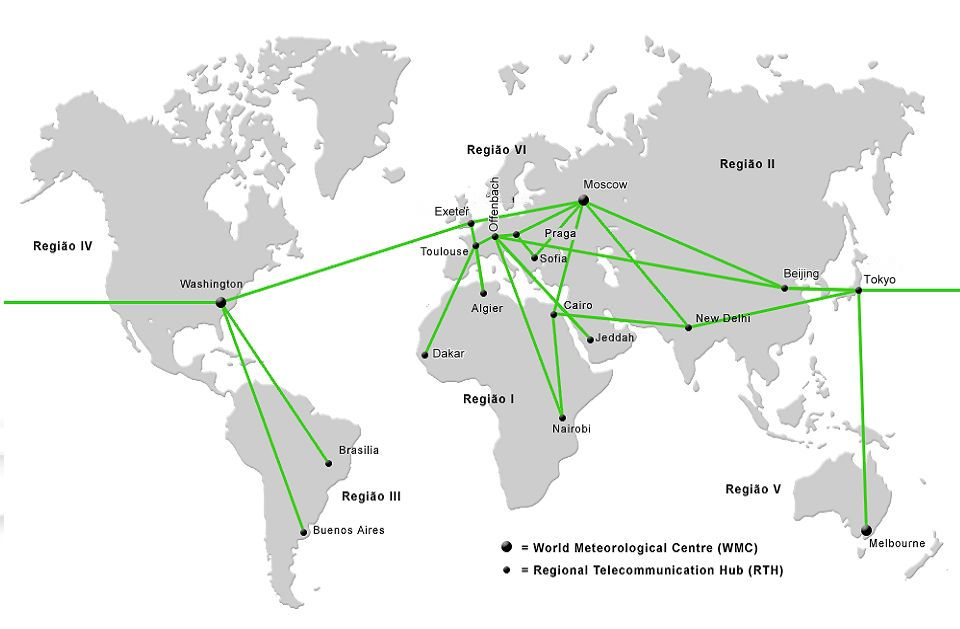 Região VI
Região II
Moscow
Offenbach
Exeter
Praga
Região IV
Toulouse
Sofia
Beijing
Tokyo
Washington
Algier
Cairo
New Delhi
Jeddah
Dakar
Região I
Nairobi
Brasilia
Região III
Região V
Buenos Aires
Melbourne
= World Meteorological Centre (WMC)
= Regional Telecommunication Hub (RTH)